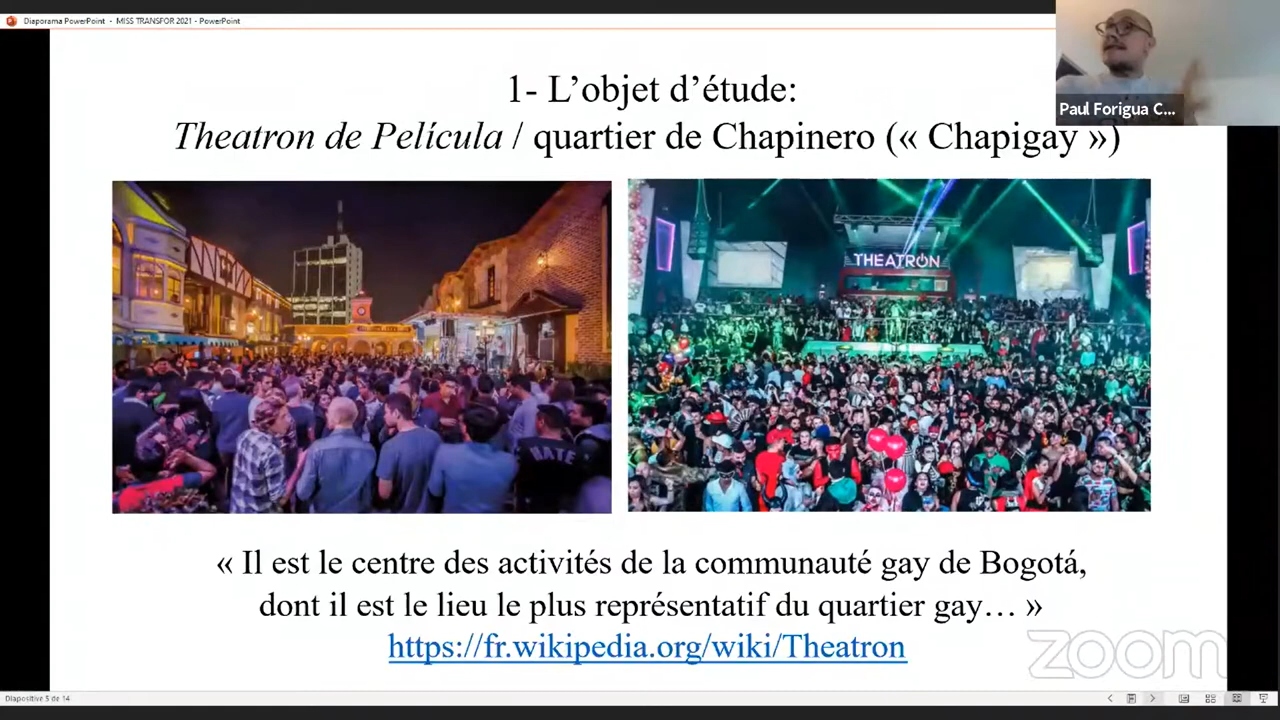 Diaporama PowerPoint - MISS TRANSFOR 2021 - PowerPoint
Paul Forigua C...
1- L’objet d’étude:
Theatron de Película / quartier de Chapinero (« Chapigay »)
THEATRON
HATE
« Il est le centre des activités de la communauté gay de Bogotá,
dont il est le lieu le plus représentatif du quartier gay… »
https://fr.wikipedia.org/wiki/Theatron
zoom
Diapositive 5 de 14